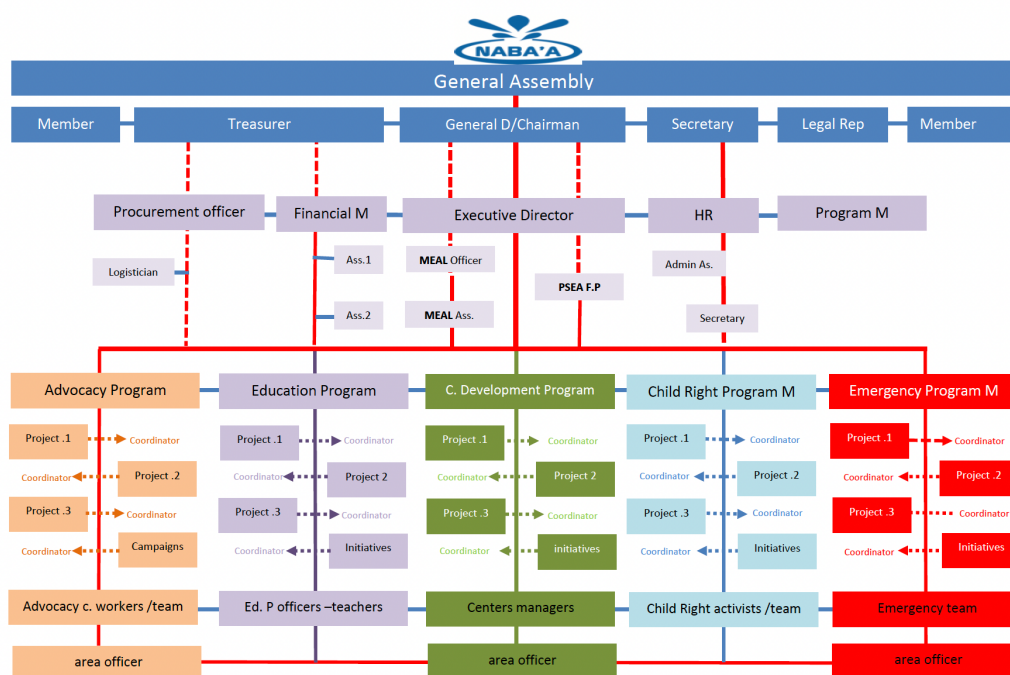 NABA'A
General Assembly
Member
Treasurer
General D/Chairman
Secretary
Legal Rep
Member
Procurement officer
Financial M
Executive Director
HR
Program M
Logistician
Ass.1
MEAL Officer
Admin As.
PSEA F.P
Ass.2
MEAL Ass.
Secretary
Advocacy Program
Education Program
C. Development Program
Child Right Program M
Emergency Program M
Project .1
Coordinator
Project .1
Coordinator
Project .1
Coordinator
Project .1
Coordinator
Project .1
Coordinator
Coordinator
Project .2
Coordinator
Project 2
Coordinator
Project 2
Coordinator
Project .2
Coordinator
Project .2
Project .3
Coordinator
Project .3
Coordinator
Project .3
Coordinator
Project .3
Coordinator
Project .3
Coordinator
Coordinator
Campaigns
Coordinator
Initiatives
Coordinator
initiatives
Coordinator
Initiatives
Coordinator
Initiatives
Advocacy c. workers /team
Ed. P officers –teachers
Centers managers
Child Right activists /team
Emergency team
area officer
area officer
area officer